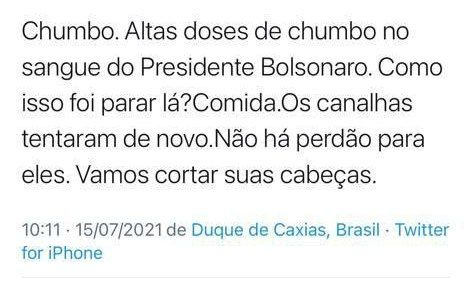 Chumbo. Altas doses de chumbo no
sangue do Presidente Bolsonaro. Como
isso foi parar lá?Comida.Os canalhas
tentaram de novo.Não há perdão para
eles. Vamos cortar suas cabeças.
10:11 · 15/07/2021 de Duque de Caxias, Brasil · Twitter
for iPhone